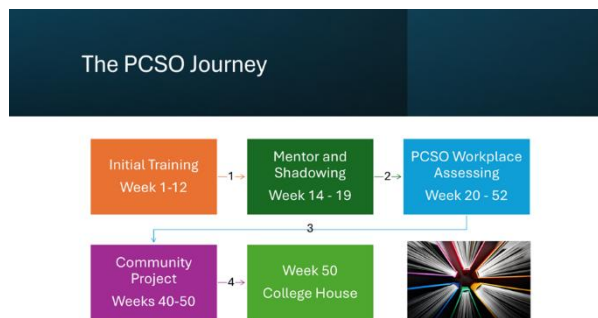 The PCSO Journey
Initial Training
Week 1-12
1
Mentor and
Shadowing
Week 14 - 19
2
PCSO Workplace
Assessing
Week 20 - 52
3
Community
Project
Weeks 40-50
4
Week 50
College House